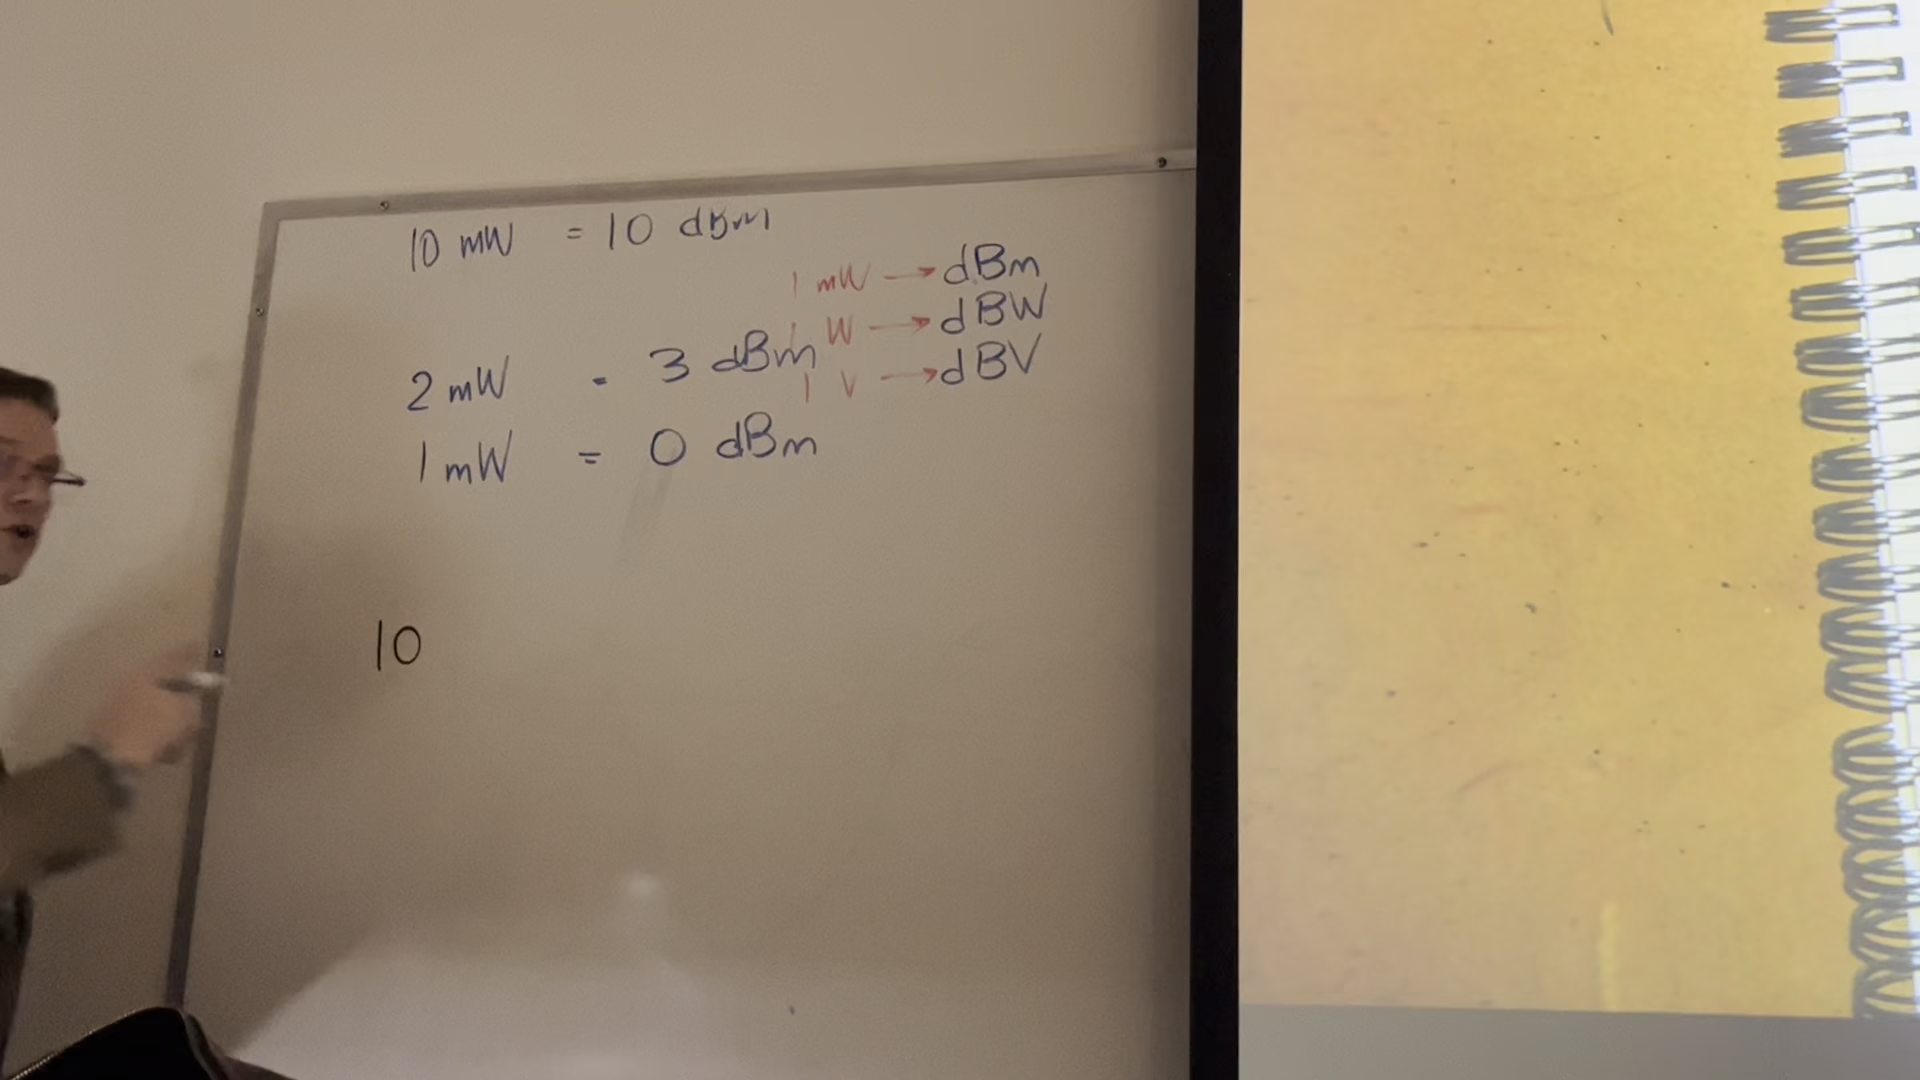 10 mW = 10 dBm
1 mW → dBm
1 W → dBW
2 mW = 3 dBm
1 V → dBV
1 mW = 0 dBm
10